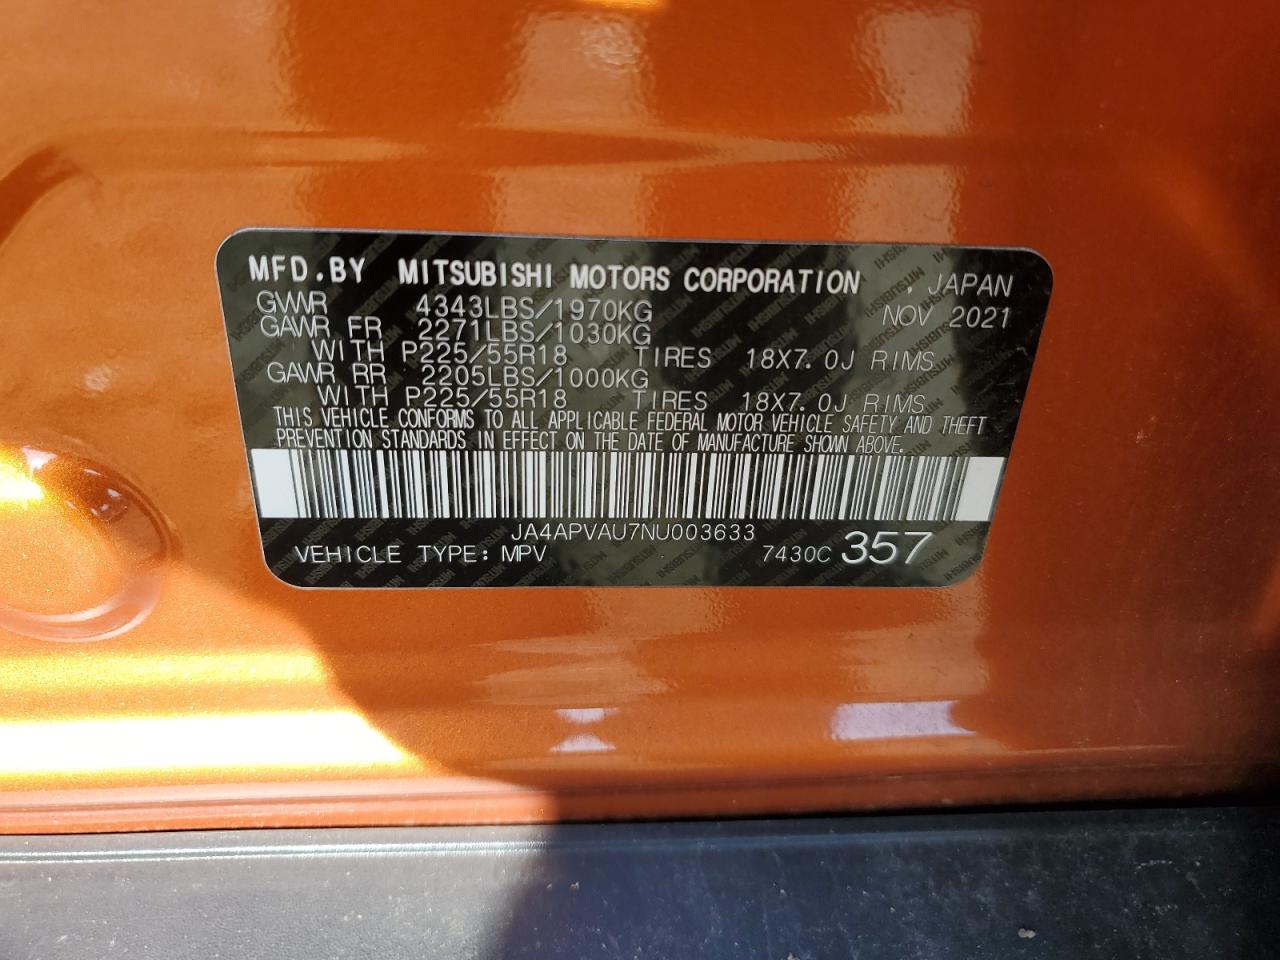 MFD.BY MITSUBISHI MOTORS CORPORATION , JAPAN
GVWR 4343LBS/1970KG NOV 2021
GAWR FR 2271LBS/1030KG
WITH P225/55R18 TIRES 18X7.0J RIMS
GAWR RR 2205LBS/1000KG
WITH P225/55R18 TIRES 18X7.0J RIMS
THIS VEHICLE CONFORMS TO ALL APPLICABLE FEDERAL MOTOR VEHICLE SAFETY AND THEFT
PREVENTION STANDARDS IN EFFECT ON THE DATE OF MANUFACTURE SHOWN ABOVE.
JA4APVAU7NU003633
VEHICLE TYPE: MPV 7430C 357